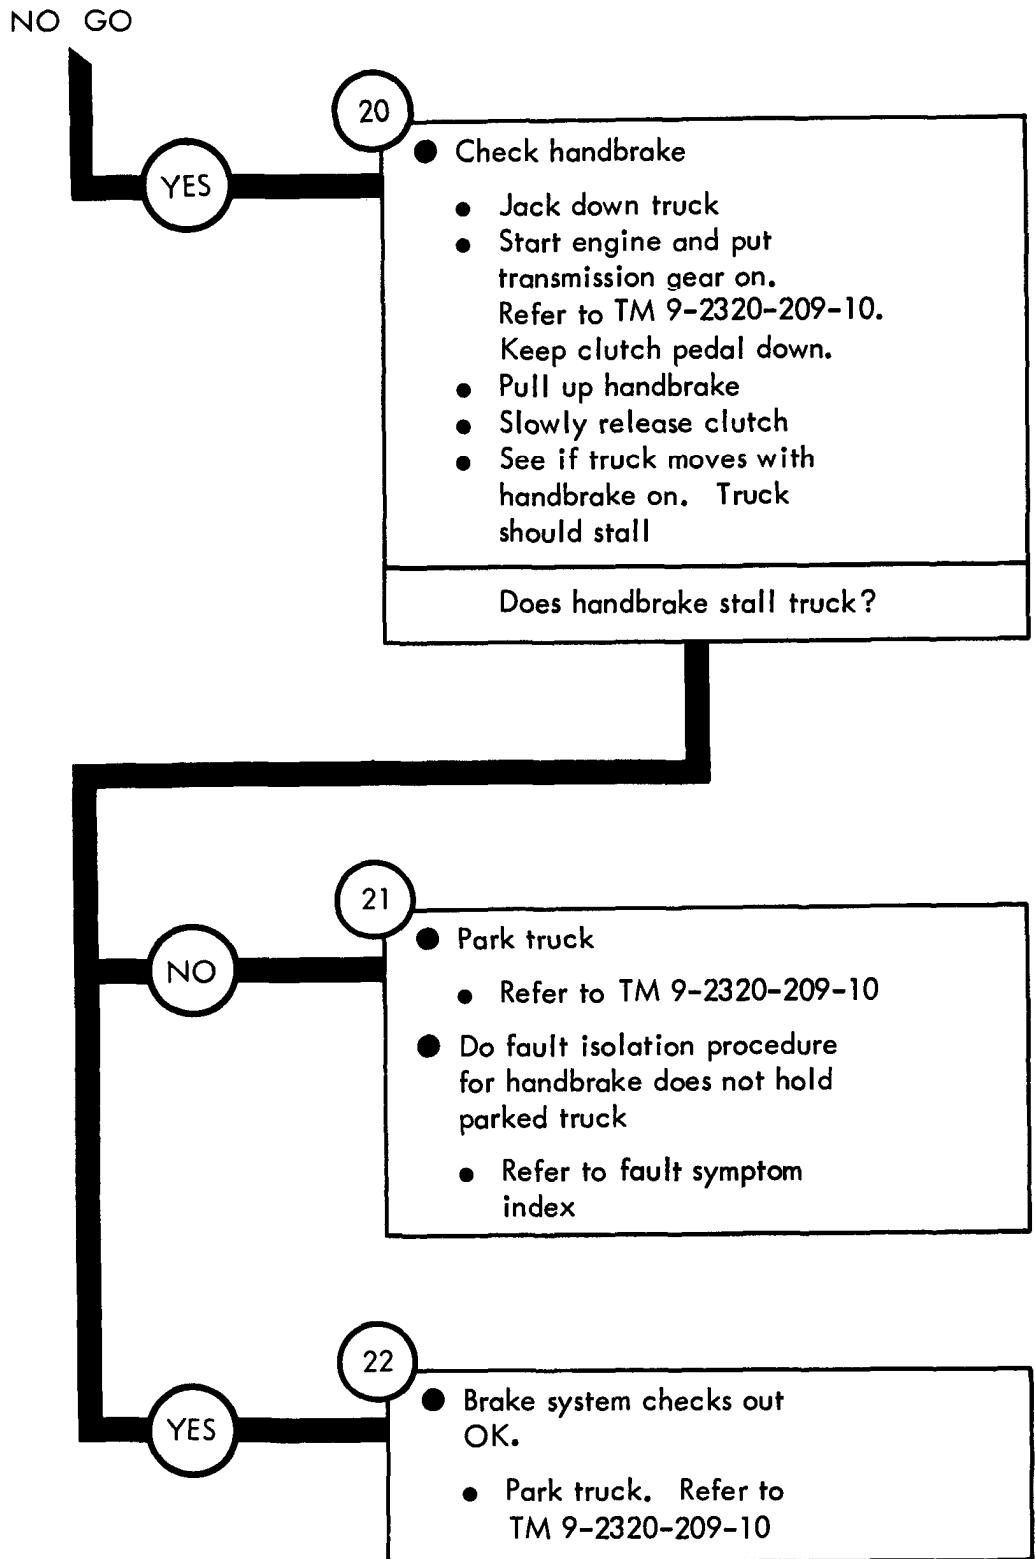 NO GO
20
● Check handbrake
YES
● Jack down truck
● Start engine and put
transmission gear on.
Refer to TM 9-2320-209-10.
Keep clutch pedal down.
● Pull up handbrake
● Slowly release clutch
● See if truck moves with
handbrake on. Truck
should stall
Does handbrake stall truck?
21
● Park truck
NO
● Refer to TM 9-2320-209-10
● Do fault isolation procedure
for handbrake does not hold
parked truck
● Refer to fault symptom
index
22
● Brake system checks out
OK.
YES
● Park truck. Refer to
TM 9-2320-209-10